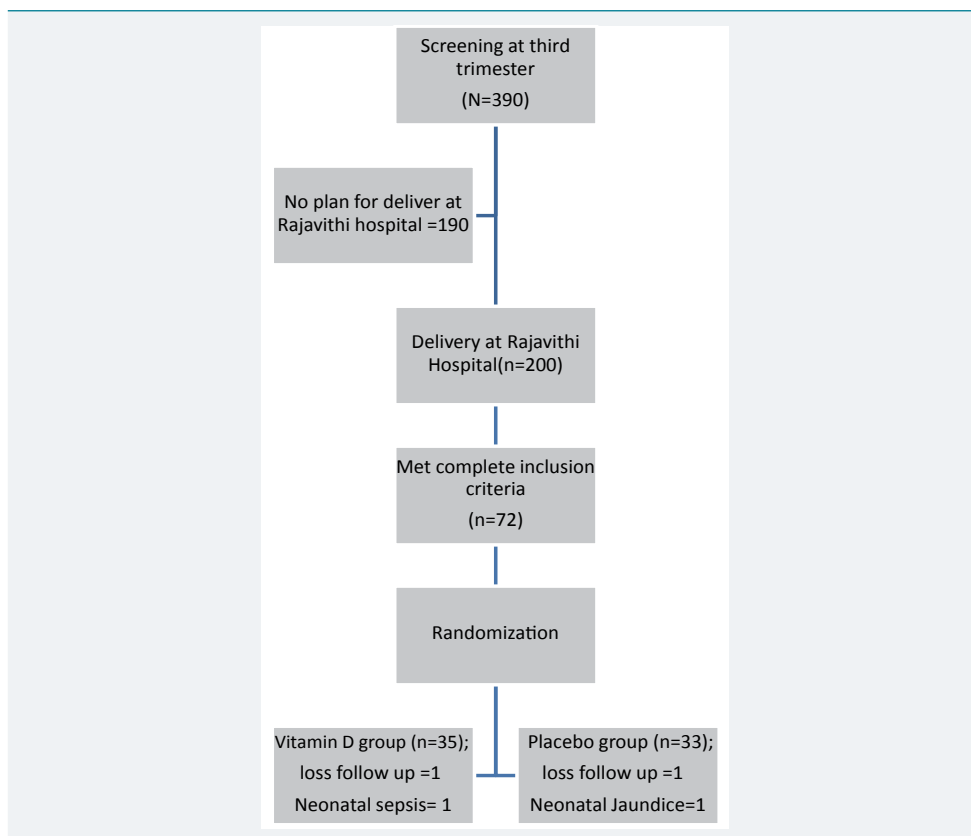 Screening at third
trimester
(N=390)
No plan for deliver at
Rajavithi hospital =190
Delivery at Rajavithi
Hospital(n=200)
Met complete inclusion
criteria
(n=72)
Randomization
Vitamin D group (n=35);
loss follow up =1
Neonatal sepsis= 1
Placebo group (n=33);
loss follow up =1
Neonatal Jaundice=1